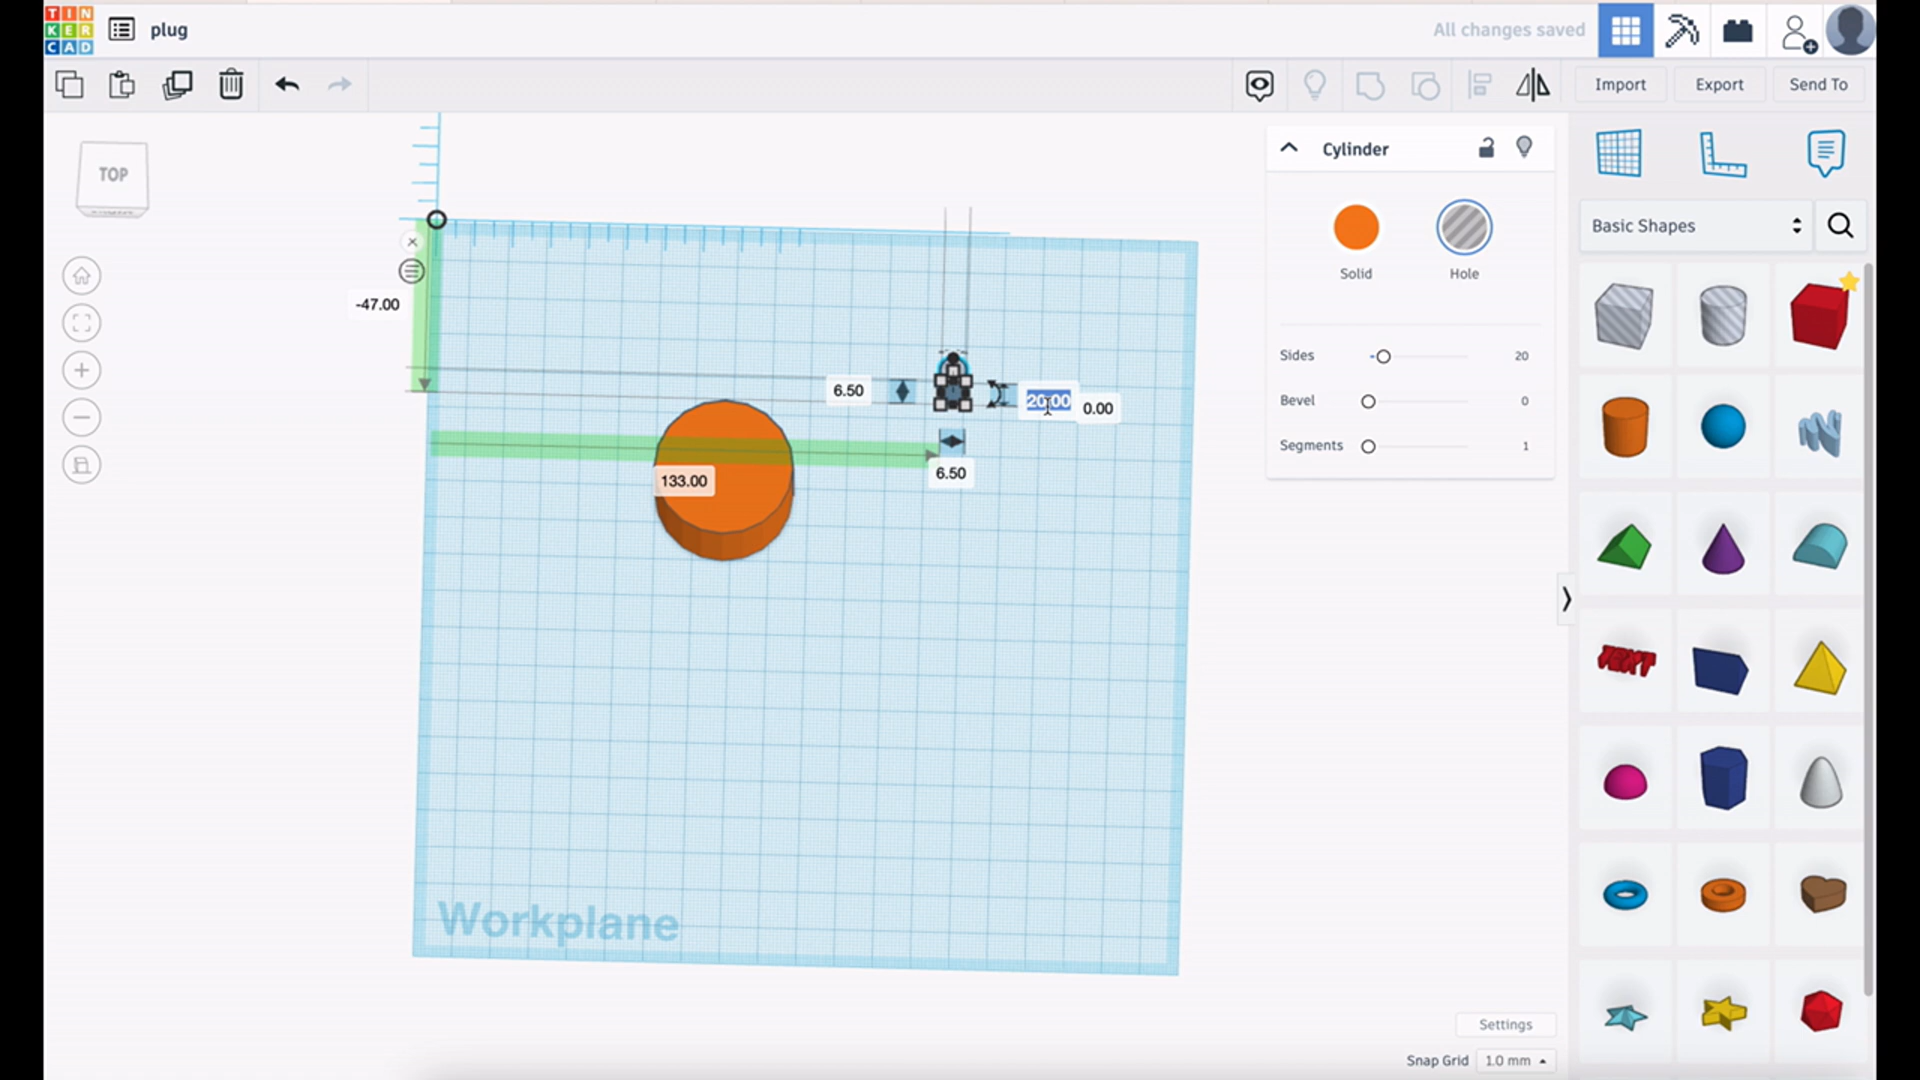 TIN
KER
CAD
plug
All changes saved
Import
Export
Send To
TOP
Cylinder
Solid
Hole
Basic Shapes
-47.00
6.50
20.00
0.00
Sides
20
Bevel
0
Segments
1
133.00
6.50
TEXT
Workplane
Settings
Snap Grid
1.0 mm